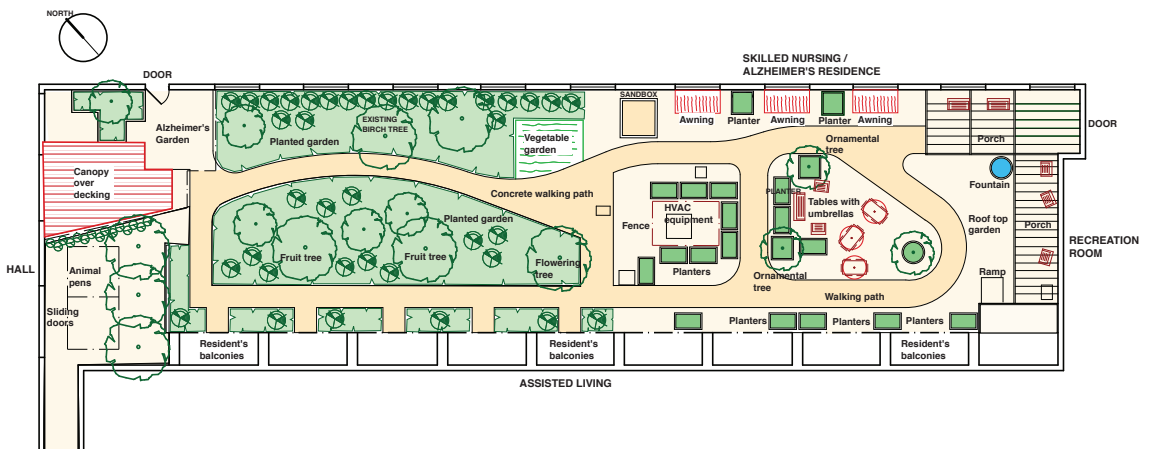 NORTH
DOOR
SKILLED NURSING /
ALZHEIMER'S RESIDENCE
SANDBOX
Awning
Planter
Awning
Planter
Awning
DOOR
Alzheimer's
Garden
EXISTING
BIRCH TREE
Planted garden
Vegetable
garden
Ornamental
tree
Porch
Canopy
over
decking
Concrete walking path
PLANTER
Fountain
Planted garden
HVAC
equipment
Fence
Tables with
umbrellas
Roof top
garden
Porch
RECREATION
ROOM
HALL
Animal
pens
Fruit tree
Fruit tree
Flowering
tree
Planters
Ornamental
tree
Ramp
Walking path
Sliding
doors
Planters
Planters
Planters
Resident's
balconies
Resident's
balconies
Resident's
balconies
ASSISTED LIVING